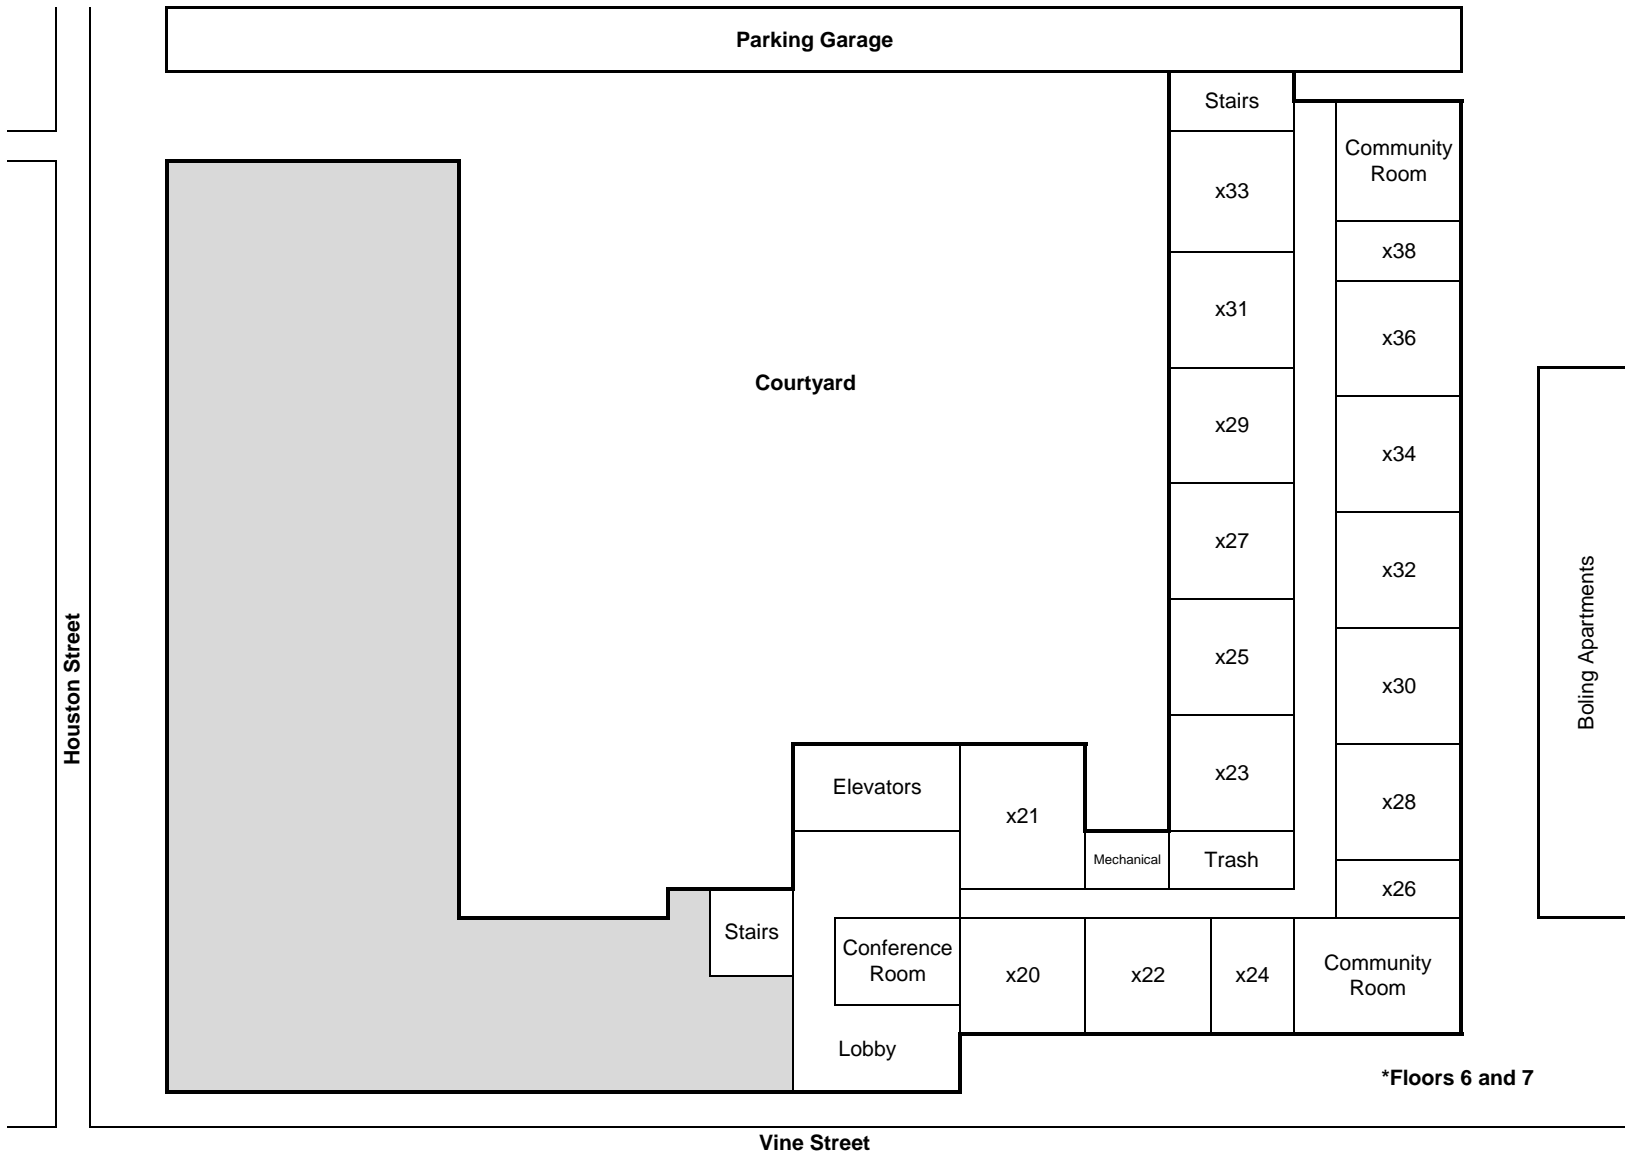 Parking Garage
Stairs
Community
Room
x33
x38
x31
x36
Courtyard
x29
x34
x27
x32
Houston Street
x25
x30
Boling Apartments
x23
Elevators
x28
x21
Mechanical
Trash
x26
Stairs
Conference
Room
x20
x22
x24
Community
Room
Lobby
*Floors 6 and 7
Vine Street